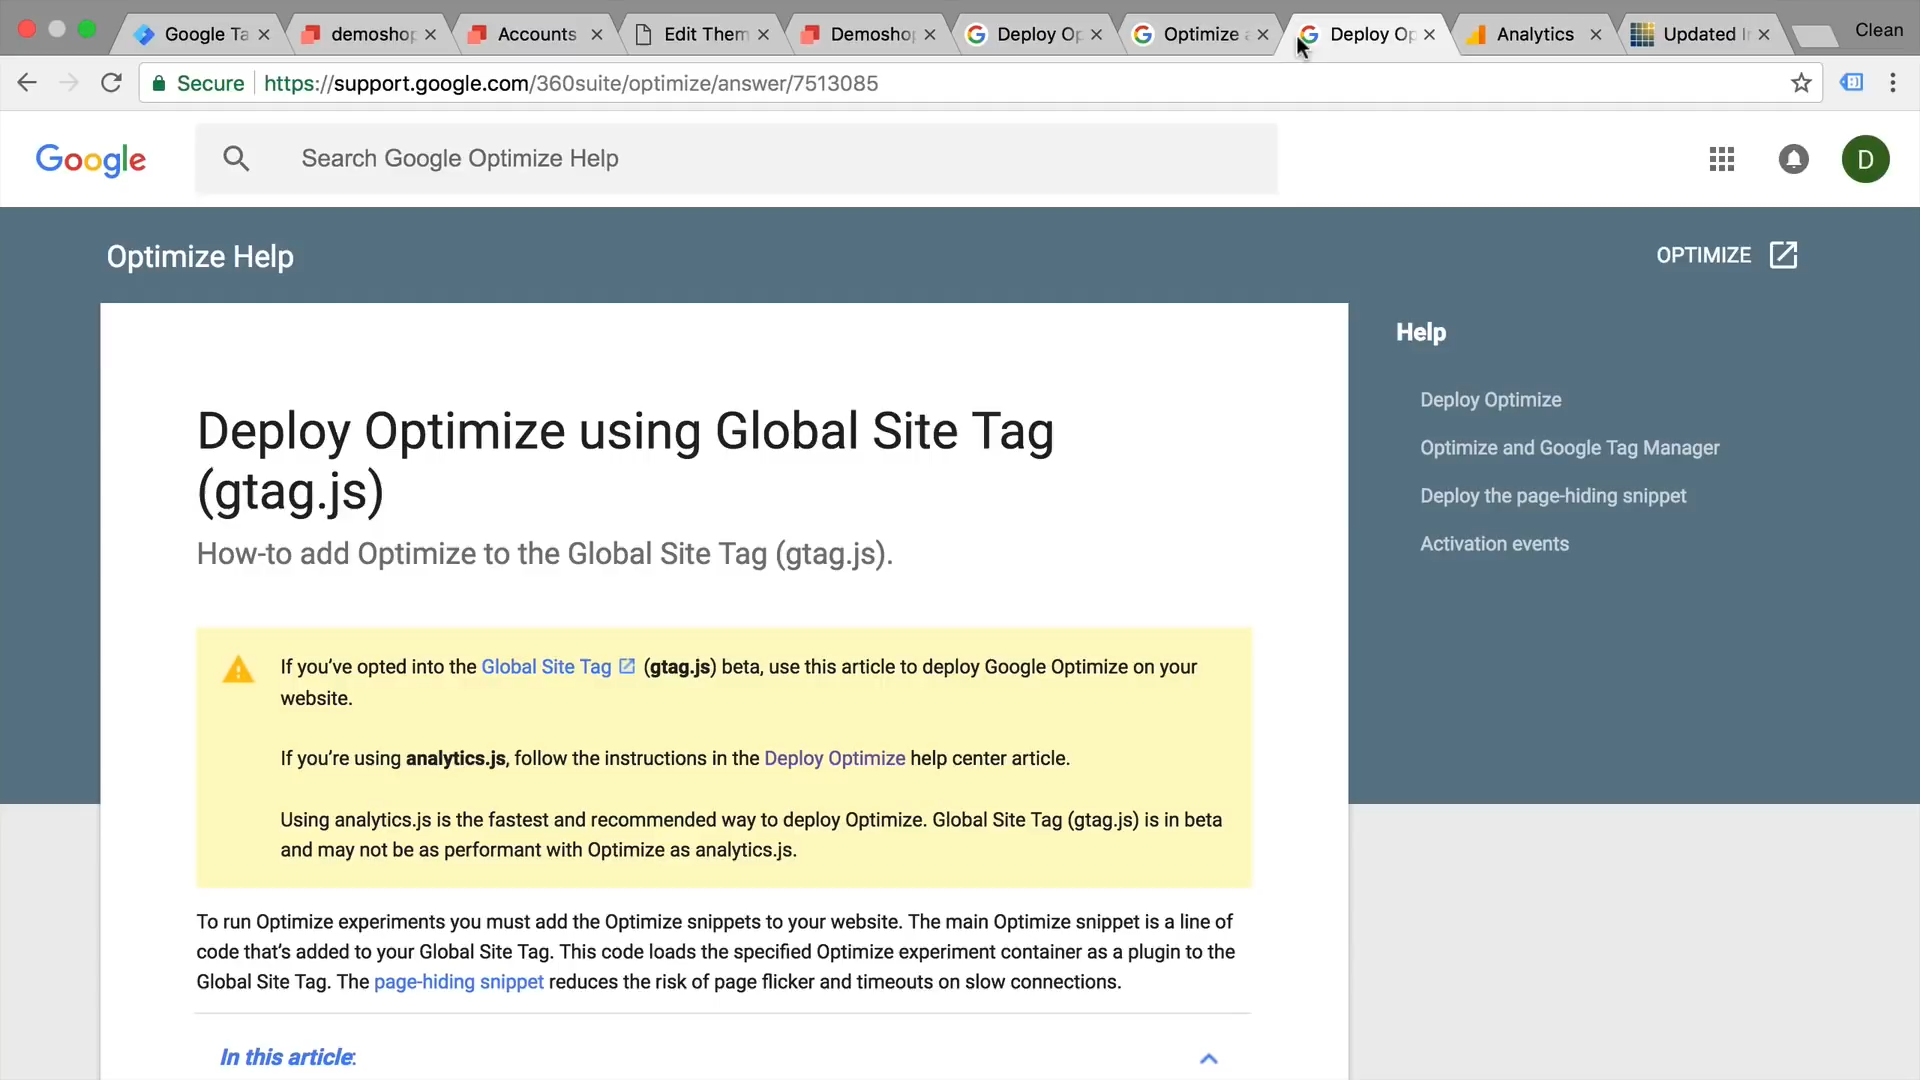 Google Ta
demoshop
Accounts
Edit Them
Demoshop
Deploy Op
Optimize a
Deploy Op
Analytics
Updated I
Clean
Secure https://support.google.com/360suite/optimize/answer/7513085
Google
Search Google Optimize Help
D
Optimize Help
OPTIMIZE
Deploy Optimize using Global Site Tag
(gtag.js)
How-to add Optimize to the Global Site Tag (gtag.js).
If you’ve opted into the Global Site Tag (gtag.js) beta, use this article to deploy Google Optimize on your
website.
If you’re using analytics.js, follow the instructions in the Deploy Optimize help center article.
Using analytics.js is the fastest and recommended way to deploy Optimize. Global Site Tag (gtag.js) is in beta
and may not be as performant with Optimize as analytics.js.
To run Optimize experiments you must add the Optimize snippets to your website. The main Optimize snippet is a line of
code that’s added to your Global Site Tag. This code loads the specified Optimize experiment container as a plugin to the
Global Site Tag. The page-hiding snippet reduces the risk of page flicker and timeouts on slow connections.
In this article:
Help
Deploy Optimize
Optimize and Google Tag Manager
Deploy the page-hiding snippet
Activation events